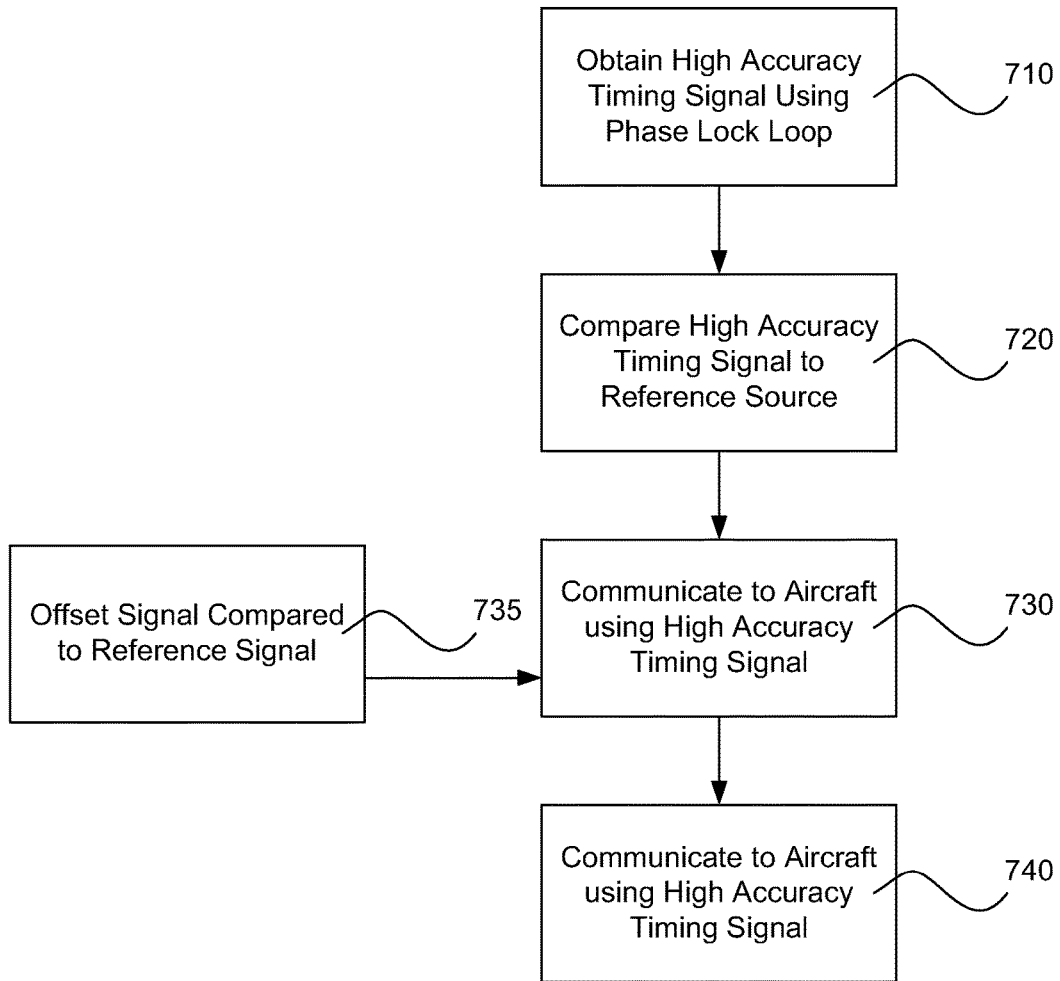 Obtain High Accuracy
Timing Signal Using
Phase Lock Loop
710
Compare High Accuracy
Timing Signal to
Reference Source
720
Offset Signal Compared
to Reference Signal
735
Communicate to Aircraft
using High Accuracy
Timing Signal
730
Communicate to Aircraft
using High Accuracy
Timing Signal
740